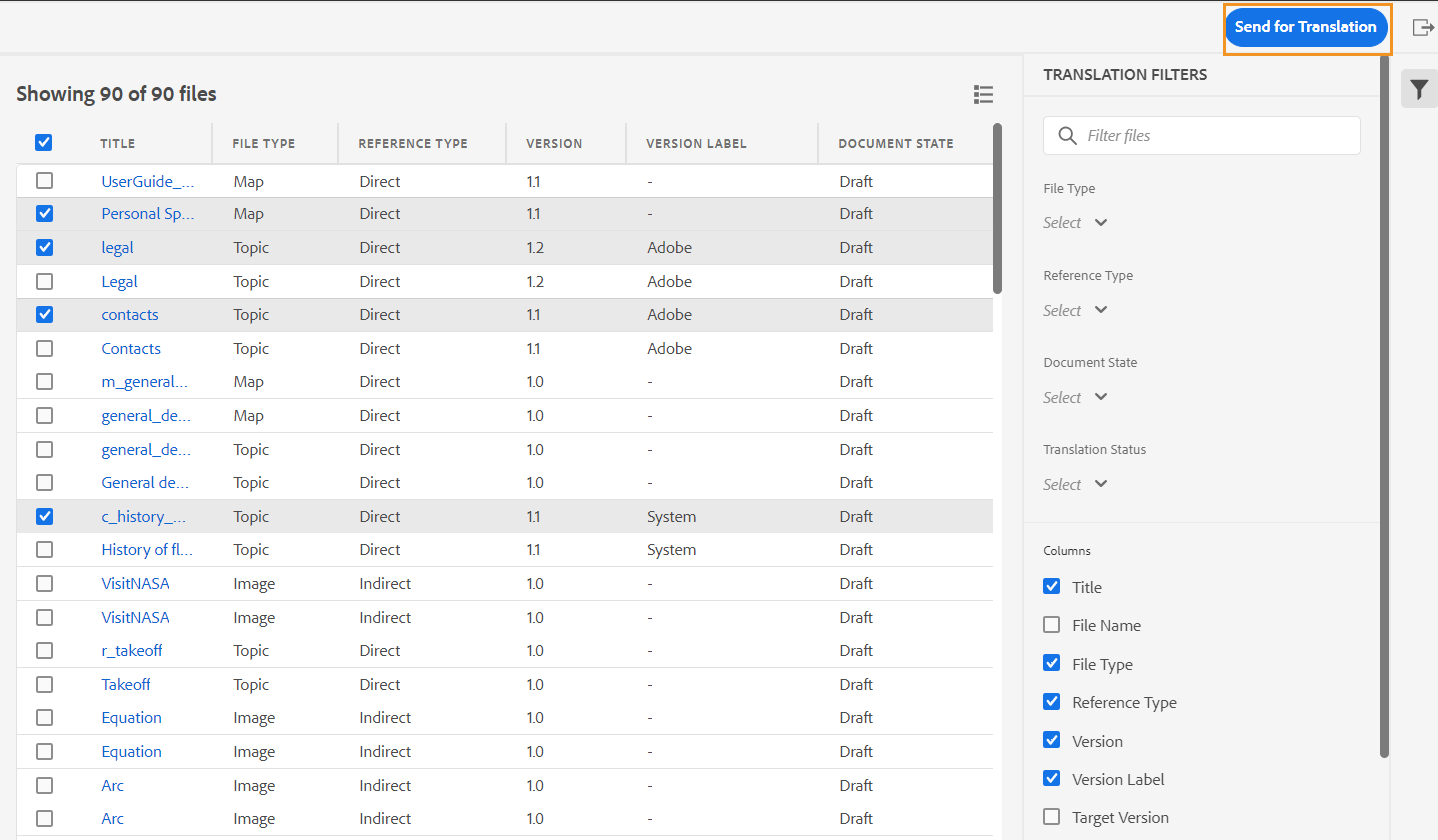 Send for Translation
Showing 90 of 90 files
TITLE FILE TYPE REFERENCE TYPE VERSION VERSION LABEL DOCUMENT STATE
UserGuide_... Map Direct 1.1 - Draft
Personal Sp... Map Direct 1.1 - Draft
legal Topic Direct 1.2 Adobe Draft
Legal Topic Direct 1.2 Adobe Draft
contacts Topic Direct 1.1 Adobe Draft
Contacts Topic Direct 1.1 Adobe Draft
m_general... Map Direct 1.0 - Draft
general_de... Map Direct 1.0 - Draft
general_de... Topic Direct 1.0 - Draft
General de... Topic Direct 1.0 - Draft
c_history_... Topic Direct 1.1 System Draft
History of fl... Topic Direct 1.1 System Draft
VisitNASA Image Indirect 1.0 - Draft
VisitNASA Image Indirect 1.0 - Draft
r_takeoff Topic Direct 1.0 - Draft
Takeoff Topic Direct 1.0 - Draft
Equation Image Indirect 1.0 - Draft
Equation Image Indirect 1.0 - Draft
Arc Image Indirect 1.0 - Draft
Arc Image Indirect 1.0 - Draft
TRANSLATION FILTERS
Filter files
File Type
Select
Reference Type
Select
Document State
Select
Translation Status
Select
Columns
Title
File Name
File Type
Reference Type
Version
Version Label
Target Version